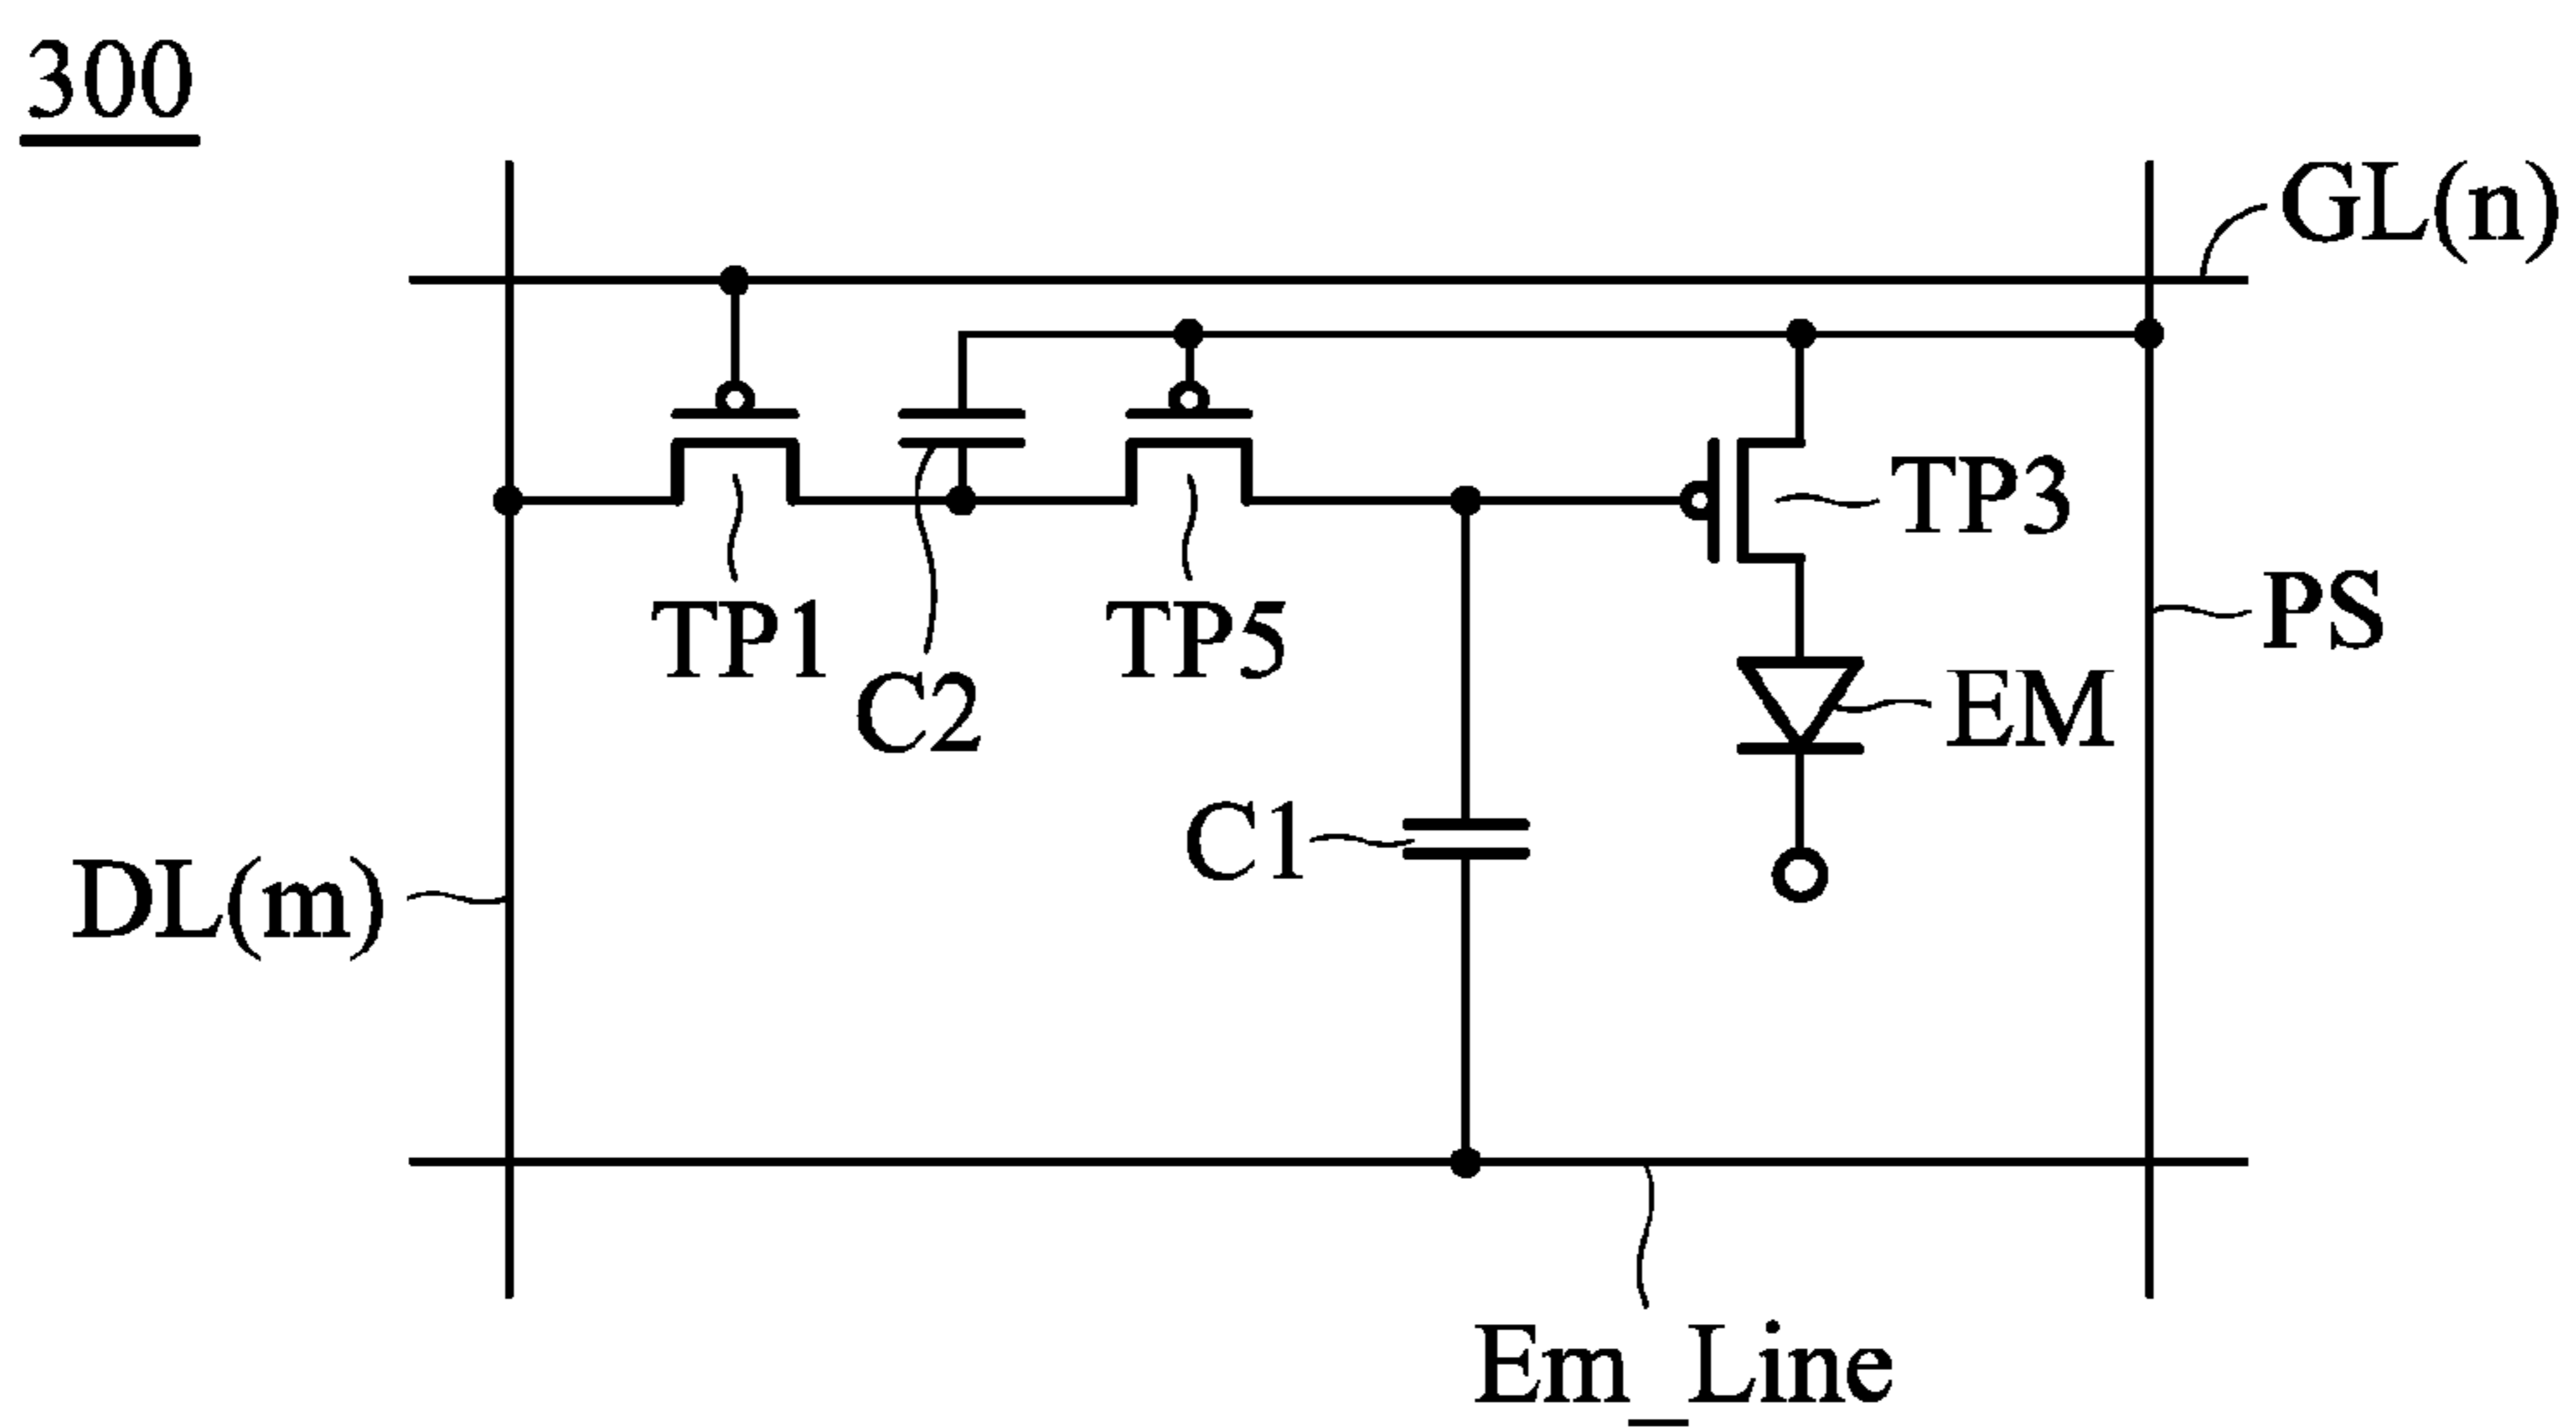 300
GL(n)
TP3
PS
TP1
TP5
C2
EM
C1
DL(m)
Em_Line